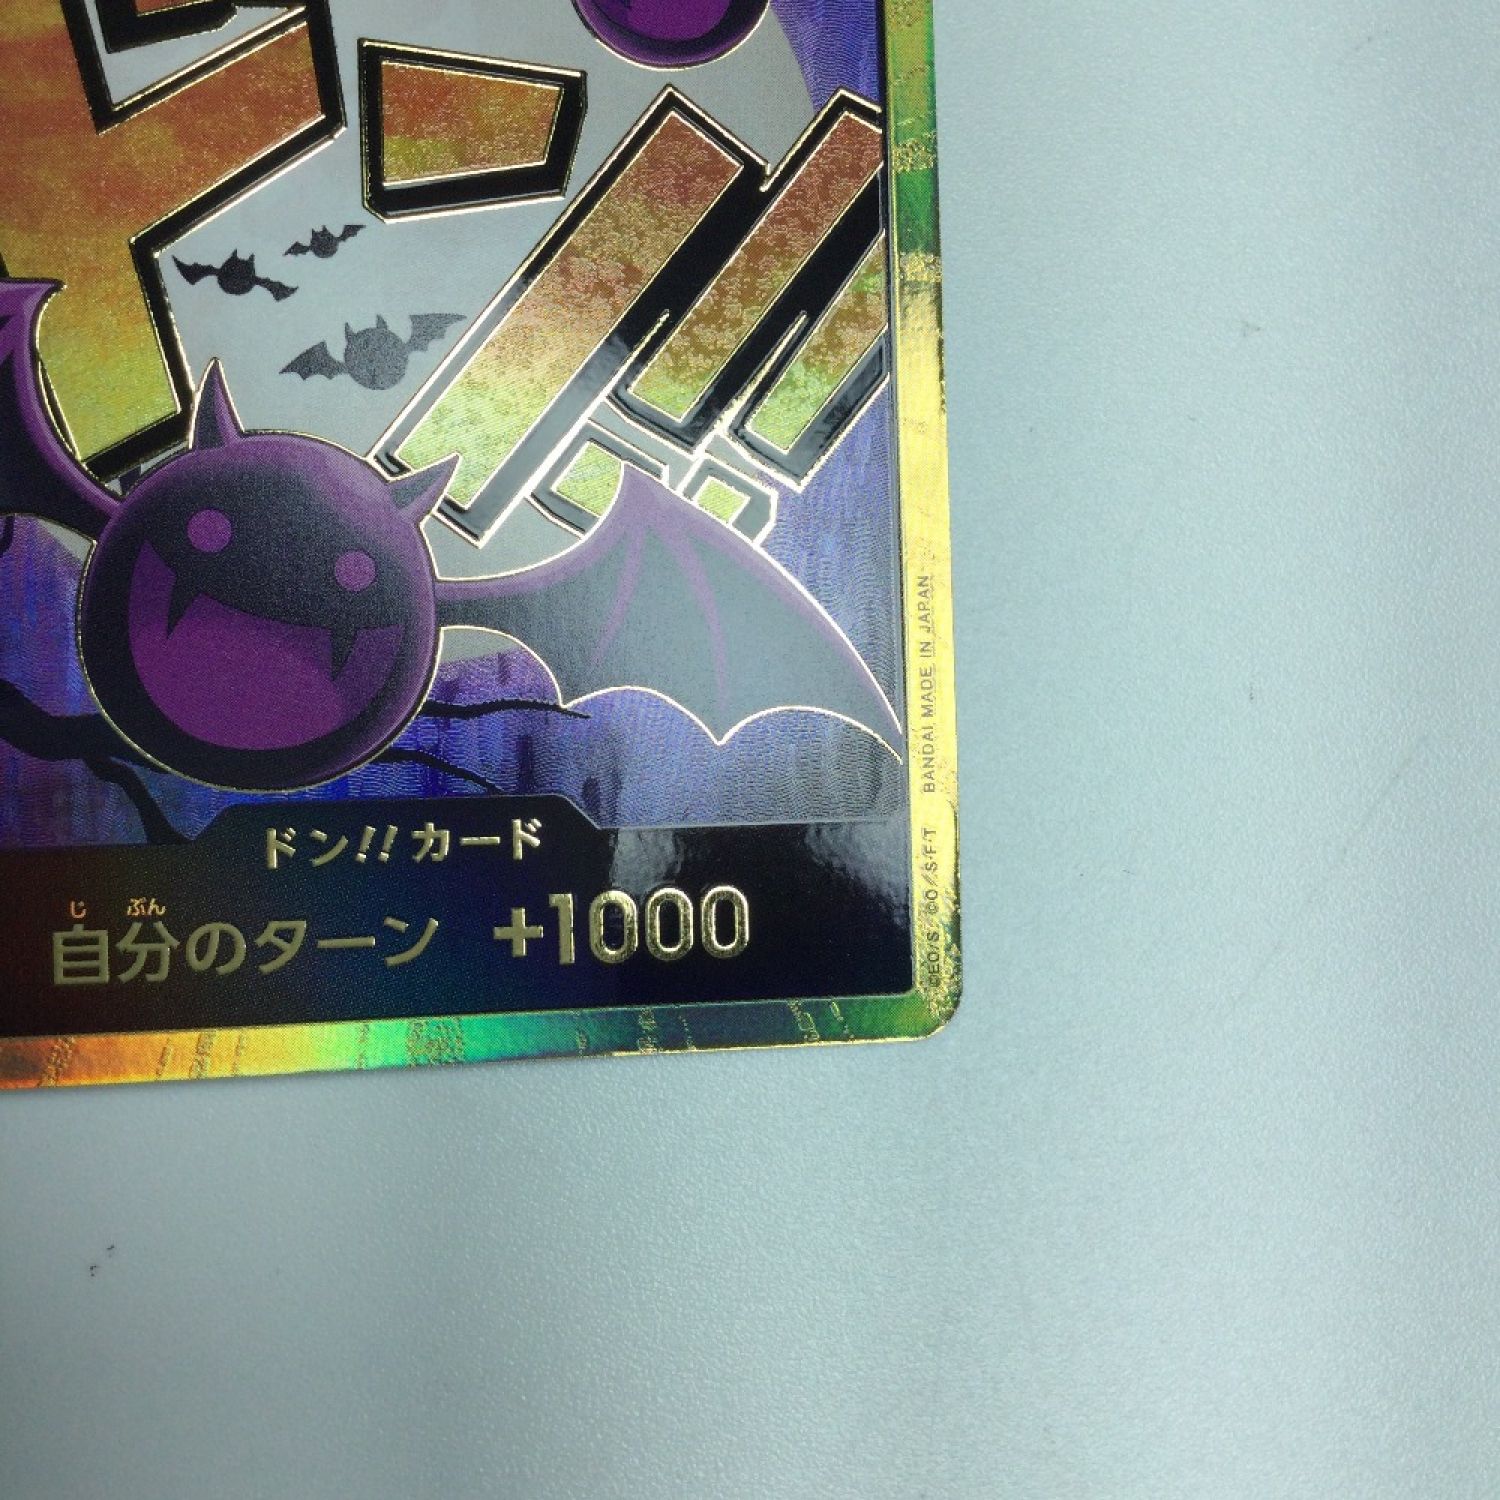 ドン!!カード
じ ぶん
自分のターン +1000
©EO/S ©O/S/F/T BANDAI MADE IN JAPAN